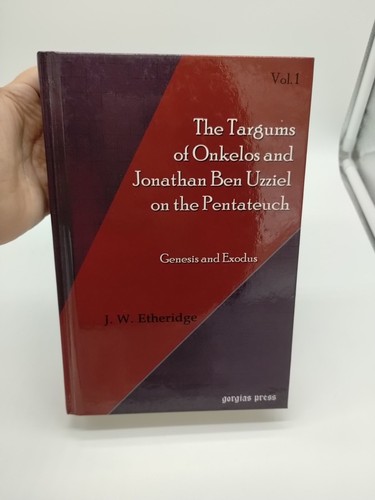 Vol. 1
The Targums
of Onkelos and
Jonathan Ben Uzziel
on the Pentateuch
Genesis and Exodus
J. W. Etheridge
gorgias press